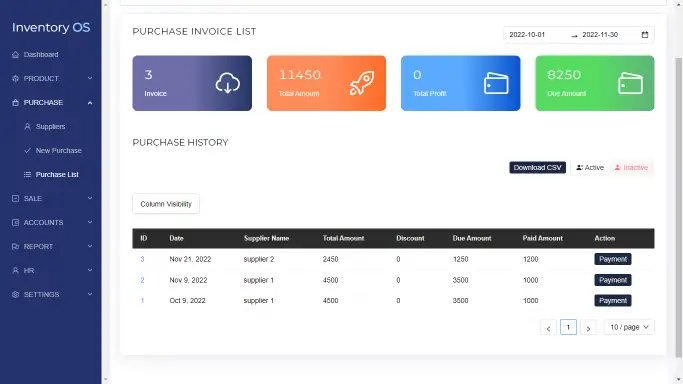 Inventory OS
Dashboard
PRODUCT
PURCHASE
Suppliers
New Purchase
Purchase List
SALE
ACCOUNTS
REPORT
HR
SETTINGS
PURCHASE INVOICE LIST
2022-10-01 → 2022-11-30
3
Invoice
11450
Total Amount
0
Total Profit
8250
Due Amount
PURCHASE HISTORY
Download CSV Active Inactive
Column Visibility
ID Date Supplier Name Total Amount Discount Due Amount Paid Amount Action
3 Nov 21, 2022 supplier 2 2450 0 1250 1200 Payment
2 Nov 9, 2022 supplier 1 4500 0 3500 1000 Payment
1 Oct 9, 2022 supplier 1 4500 0 3500 1000 Payment
< 1 > 10 / page